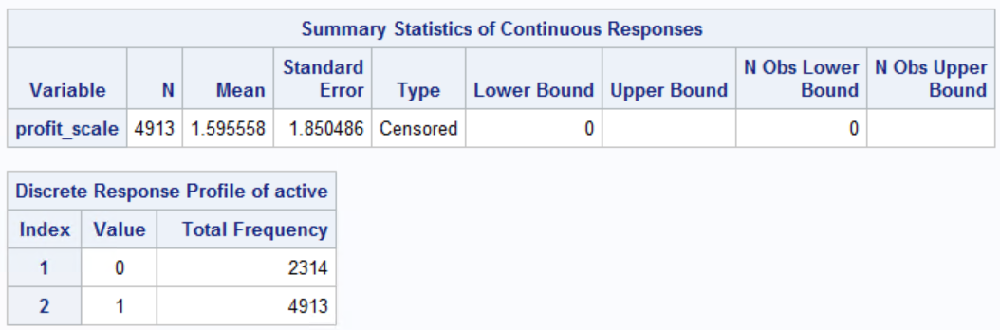 Summary Statistics of Continuous Responses
Variable N Mean Standard Error Type Lower Bound Upper Bound N Obs Lower Bound N Obs Upper Bound
profit_scale 4913 1.595558 1.850486 Censored 0 0
Discrete Response Profile of active
Index Value Total Frequency
1 0 2314
2 1 4913